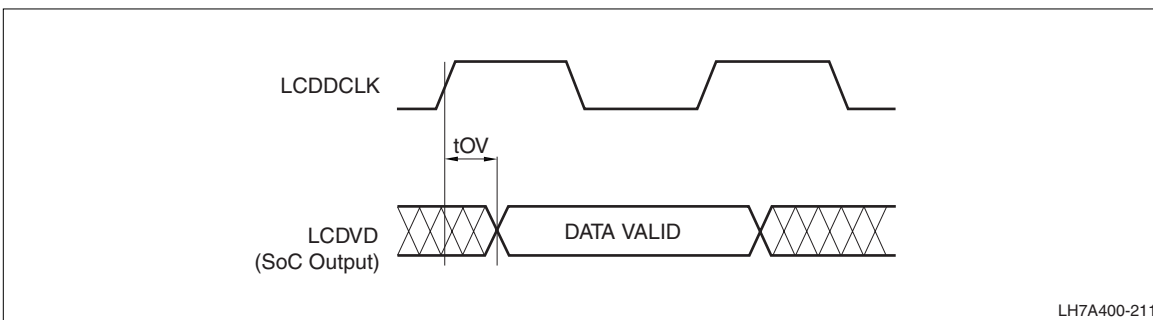 LCDDCLK
tOV
LCDVD
(SoC Output)
DATA VALID
LH7A400-211